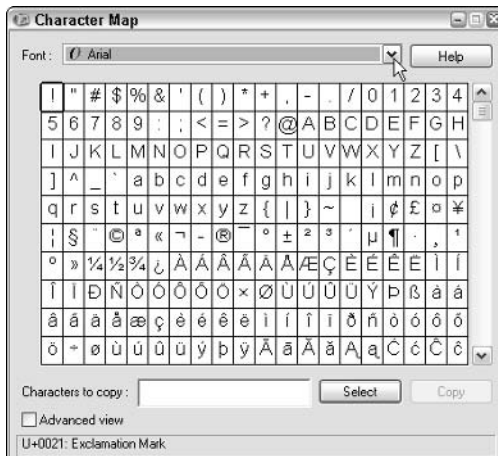 Character Map
Font : O Arial Help
! " # $ % & ' ( ) * + , - . / 0 1 2 3 4
5 6 7 8 9 : ; < = > ? @ A B C D E F G H
I J K L M N O P Q R S T U V W X Y Z [ \
] ^ _ ` a b c d e f g h i j k l m n o p
q r s t u v w x y z { | } ~ ¡ ¢ £ ¤ ¥
¦ § ¨ © ª « ¬ - ® ¯ ° ± ² ³ ´ µ ¶ · ¸ ¹
º » ¼ ½ ¾ ¿ À Á Â Ã Ä Å Æ Ç È É Ê Ë Ì Í
Î Ï Ð Ñ Ò Ó Ô Õ Ö × Ø Ù Ú Û Ü Ý Þ ß à á
â ã ä å æ ç è é ê ë ì í î ï ð ñ ò ó ô õ
ö ÷ ø ù ú û ü ý þ ÿ Ā ā Ă ă Ą ą Ć ć Ĉ ĉ
Characters to copy : Select Copy
Advanced view
U+0021: Exclamation Mark